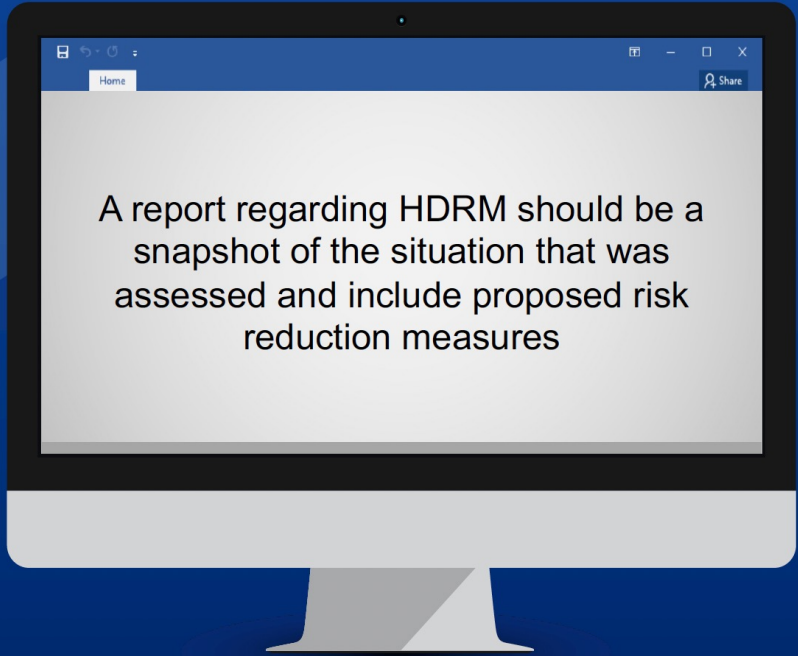 Home
Share
A report regarding HDRM should be a
snapshot of the situation that was
assessed and include proposed risk
reduction measures